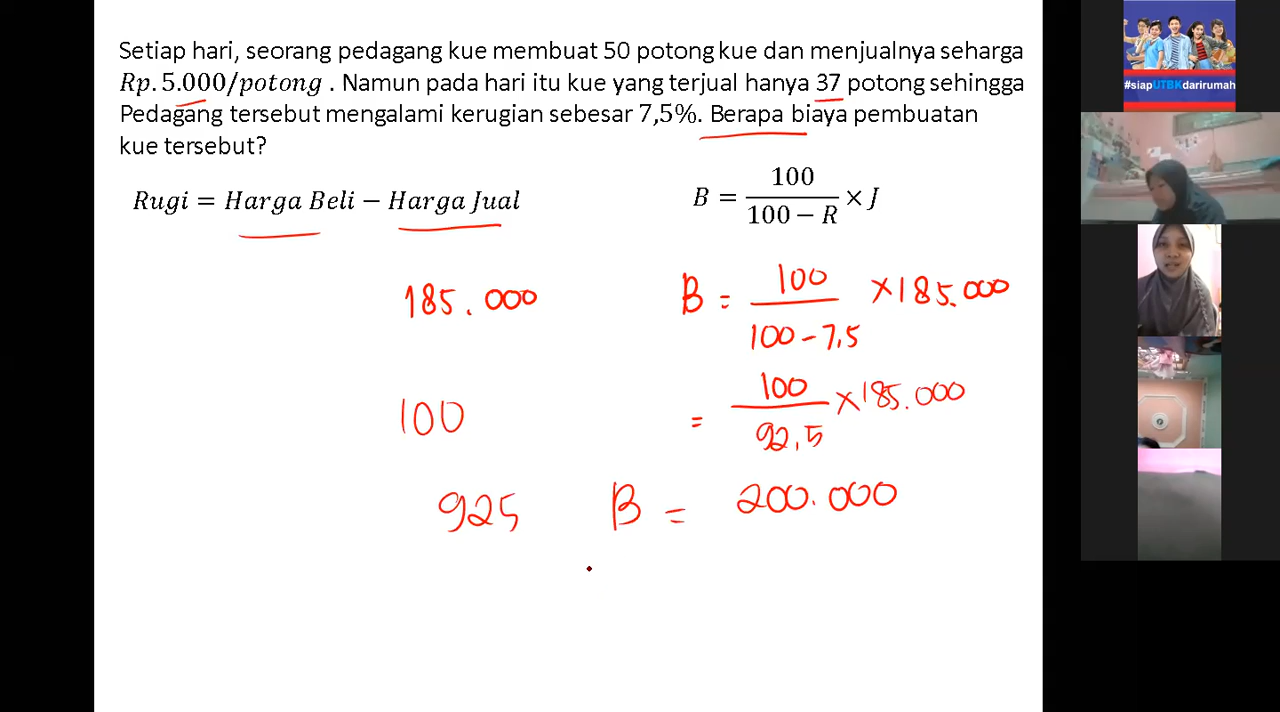 Setiap hari, seorang pedagang kue membuat 50 potong kue dan menjualnya seharga
Rp. 5.000/potong . Namun pada hari itu kue yang terjual hanya 37 potong sehingga
Pedagang tersebut mengalami kerugian sebesar 7,5%. Berapa biaya pembuatan
kue tersebut?
Rugi = Harga Beli − Harga Jual
B = 100 / (100 − R) × J
185.000
B = 100 / (100 − 7,5) × 185.000
100
= 100 / 92,5 × 185.000
925
B = 200.000
#siapUTBKdarirumah